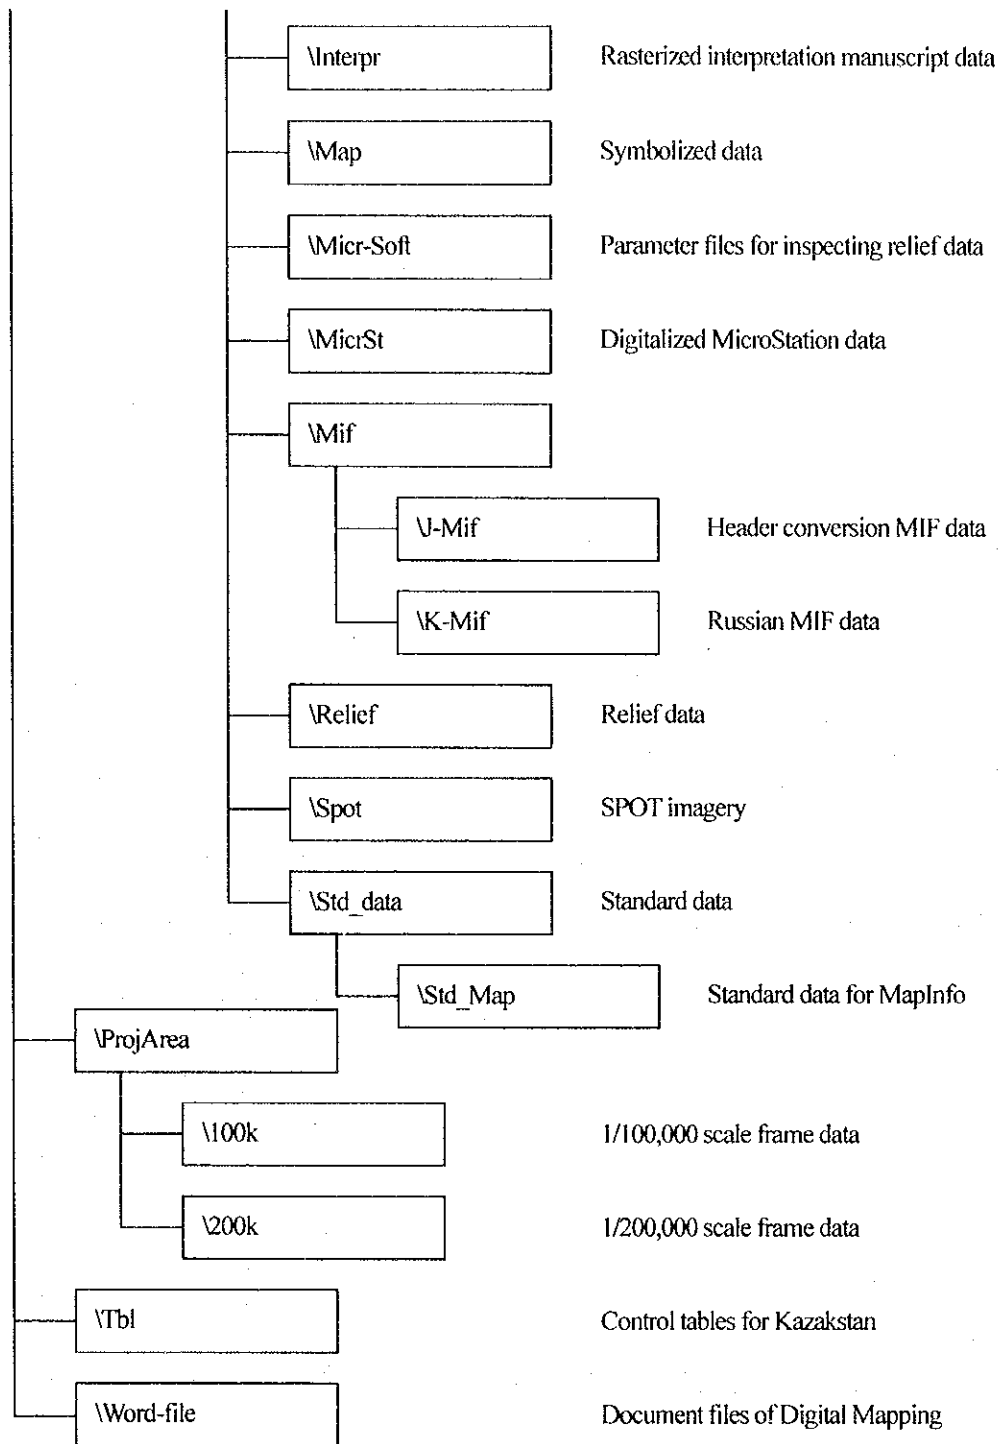 \Interpr Rasterized interpretation manuscript data
\Map Symbolized data
\Micr-Soft Parameter files for inspecting relief data
\MicrSt Digitalized MicroStation data
\Mif
\J-Mif Header conversion MIF data
\K-Mif Russian MIF data
\Relief Relief data
\Spot SPOT imagery
\Std_data Standard data
\Std_Map Standard data for MapInfo
\ProjArea
\100k 1/100,000 scale frame data
\200k 1/200,000 scale frame data
\Tbl Control tables for Kazakstan
\Word-file Document files of Digital Mapping